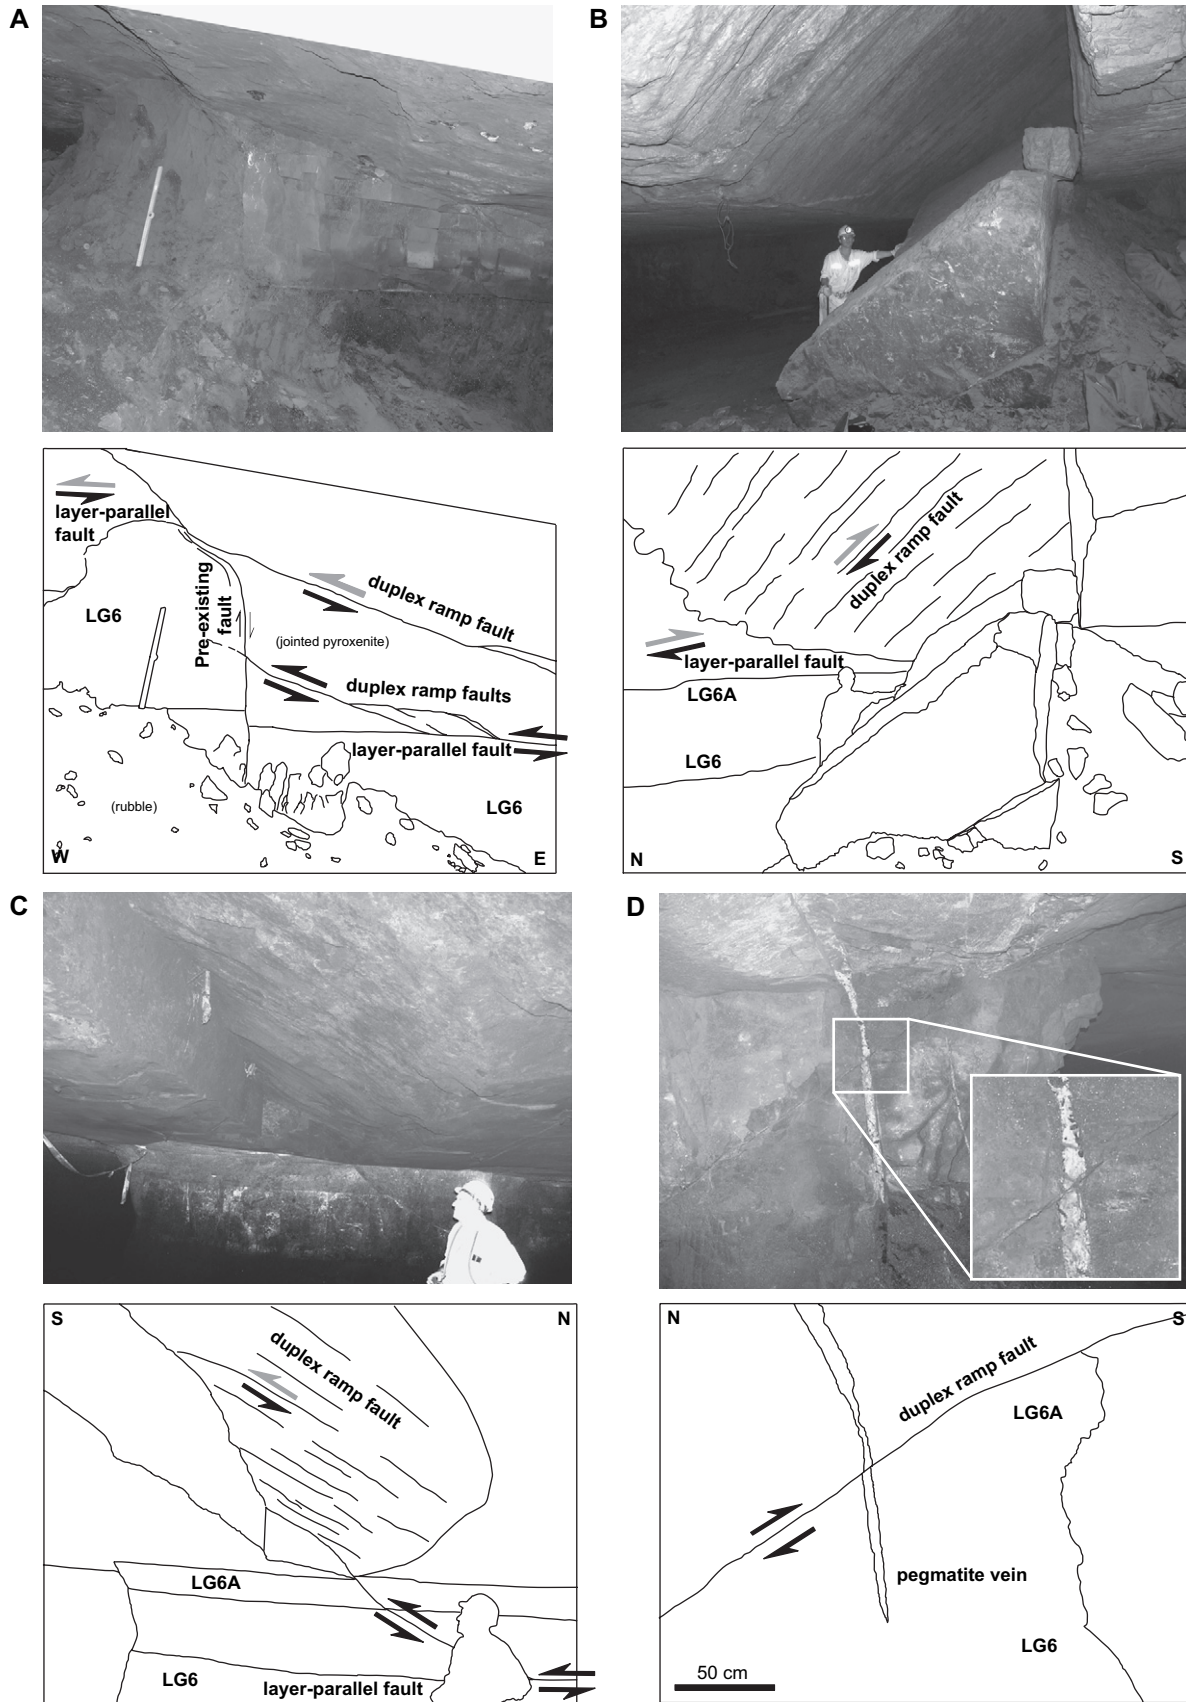 A
B
layer-parallel
fault
LG6
Pre-existing
fault
duplex ramp fault
(jointed pyroxenite)
duplex ramp faults
layer-parallel fault
(rubble)
LG6
W
E
duplex ramp fault
layer-parallel fault
LG6A
LG6
N
S
C
D
S
N
duplex ramp fault
LG6A
LG6
layer-parallel fault
N
S
duplex ramp fault
LG6A
pegmatite vein
LG6
50 cm